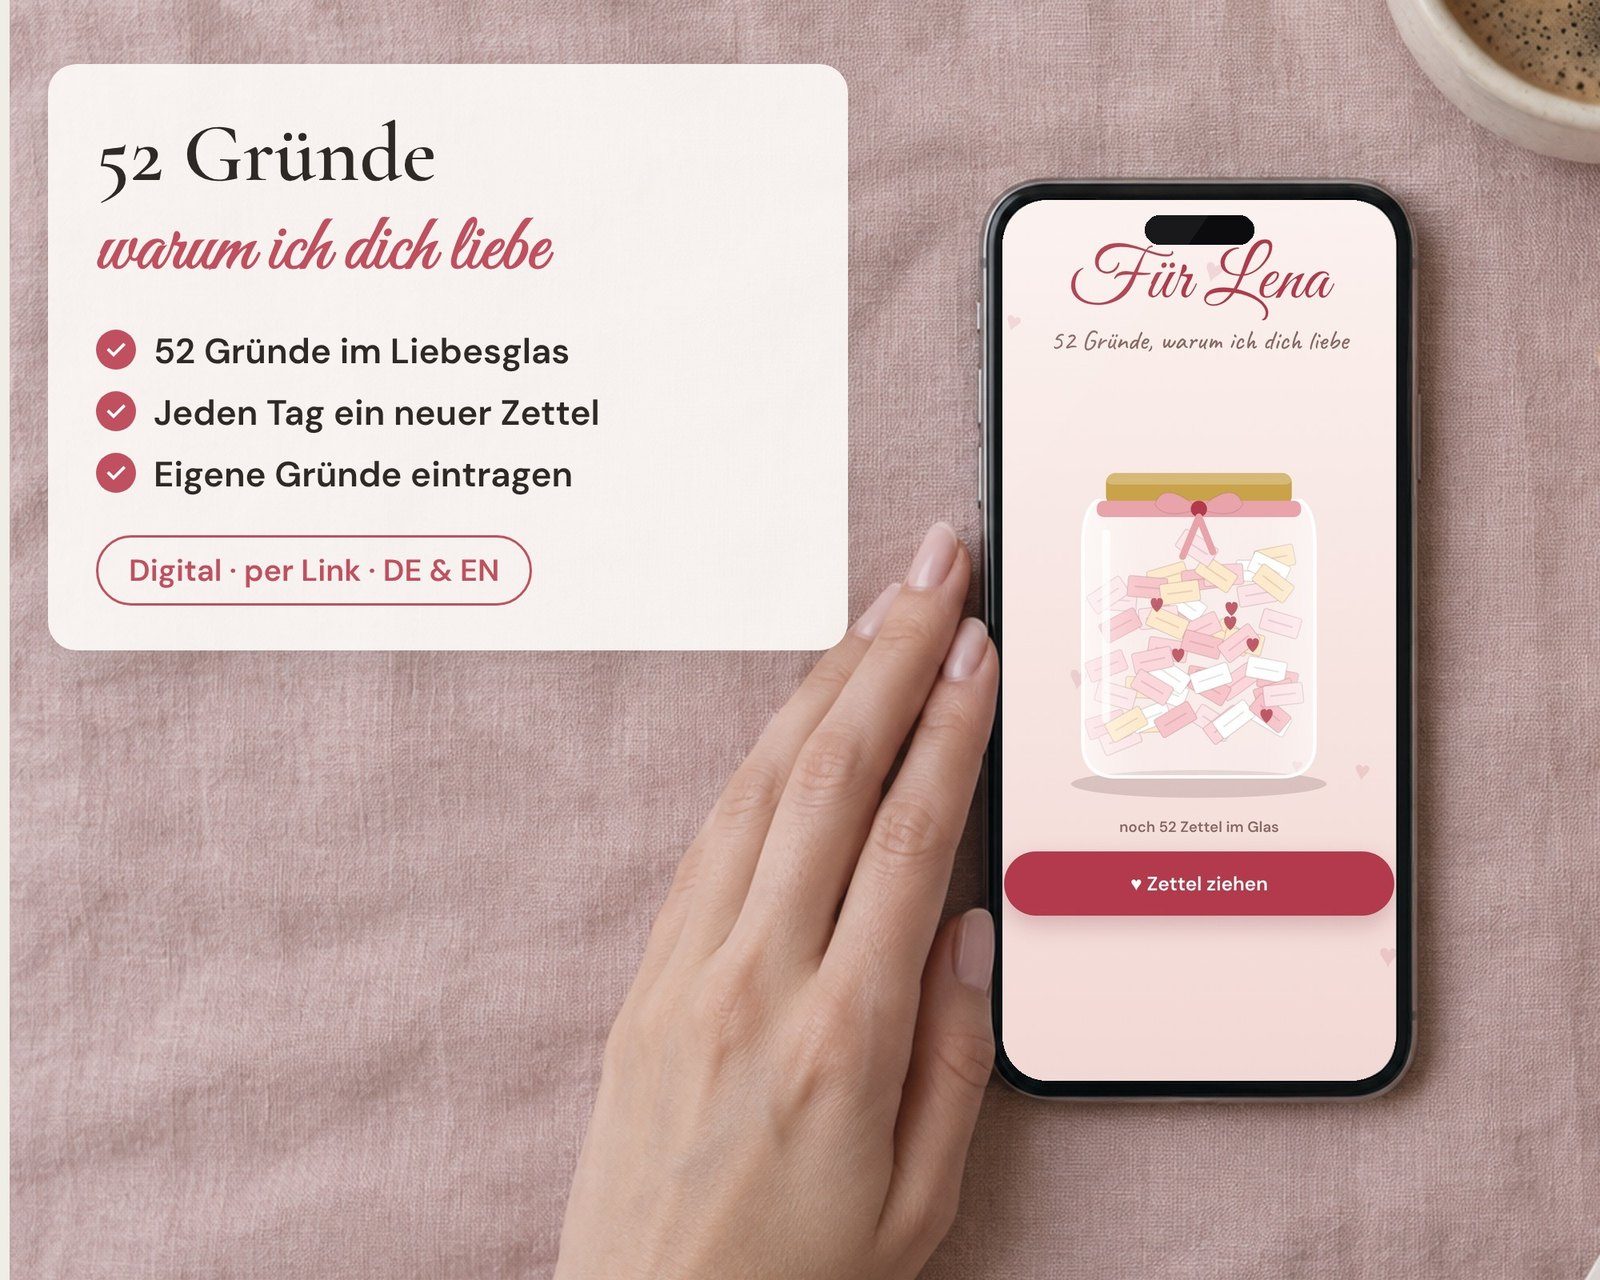 52 Gründe
warum ich dich liebe
52 Gründe im Liebesglas
Jeden Tag ein neuer Zettel
Eigene Gründe eintragen
Digital · per Link · DE & EN
Für Lena
52 Gründe, warum ich dich liebe
noch 52 Zettel im Glas
♥ Zettel ziehen